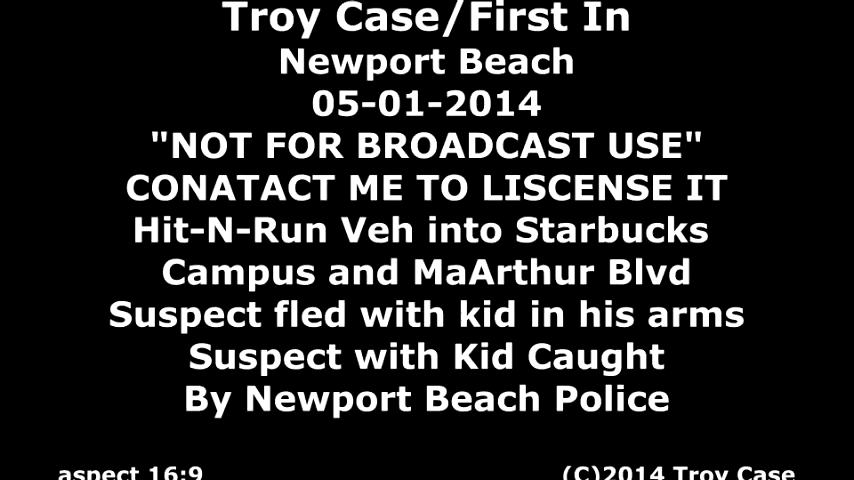 Troy Case/First In
Newport Beach
05-01-2014
"NOT FOR BROADCAST USE"
CONATACT ME TO LISCENSE IT
Hit-N-Run Veh into Starbucks
Campus and MaArthur Blvd
Suspect fled with kid in his arms
Suspect with Kid Caught
By Newport Beach Police
aspect 16:9 (C)2014 Troy Case